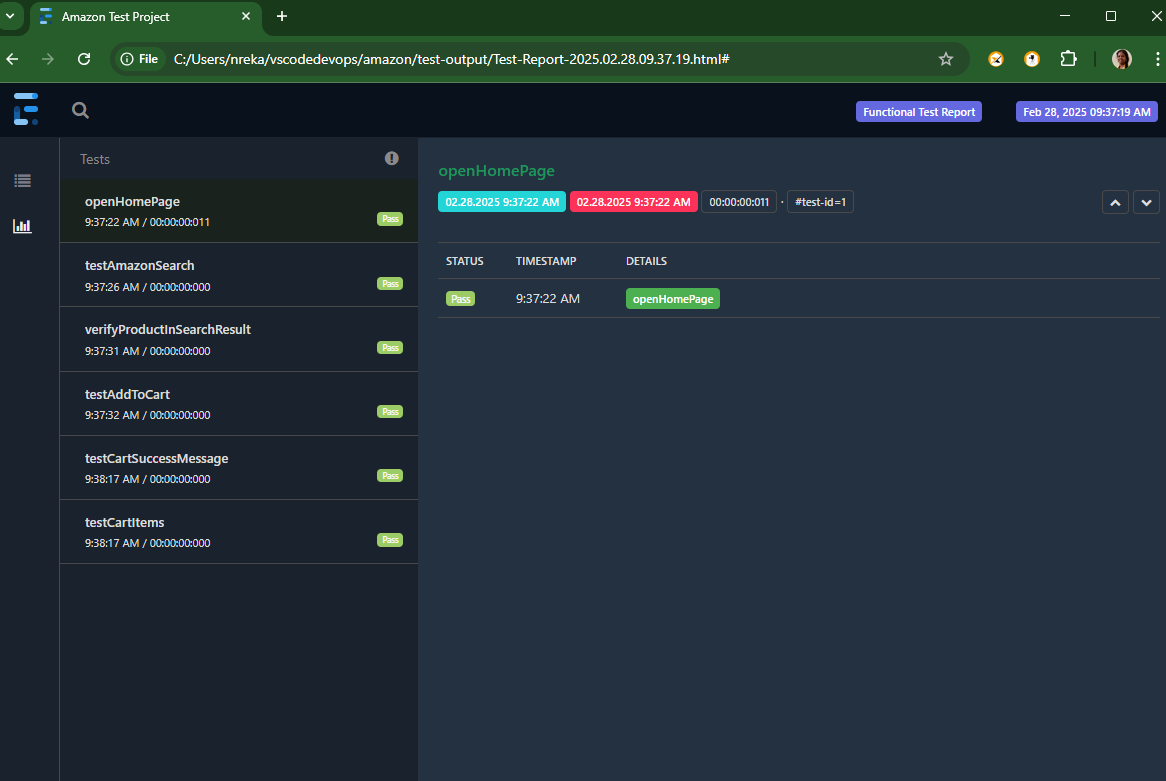 Amazon Test Project
File
C:/Users/nreka/vscodedevops/amazon/test-output/Test-Report-2025.02.28.09.37.19.html#
Functional Test Report
Feb 28, 2025 09:37:19 AM
Tests
openHomePage
9:37:22 AM / 00:00:00:011
Pass
testAmazonSearch
9:37:26 AM / 00:00:00:000
Pass
verifyProductInSearchResult
9:37:31 AM / 00:00:00:000
Pass
testAddToCart
9:37:32 AM / 00:00:00:000
Pass
testCartSuccessMessage
9:38:17 AM / 00:00:00:000
Pass
testCartItems
9:38:17 AM / 00:00:00:000
Pass
openHomePage
02.28.2025 9:37:22 AM 02.28.2025 9:37:22 AM 00:00:00:011 · #test-id=1
STATUS TIMESTAMP DETAILS
Pass 9:37:22 AM openHomePage